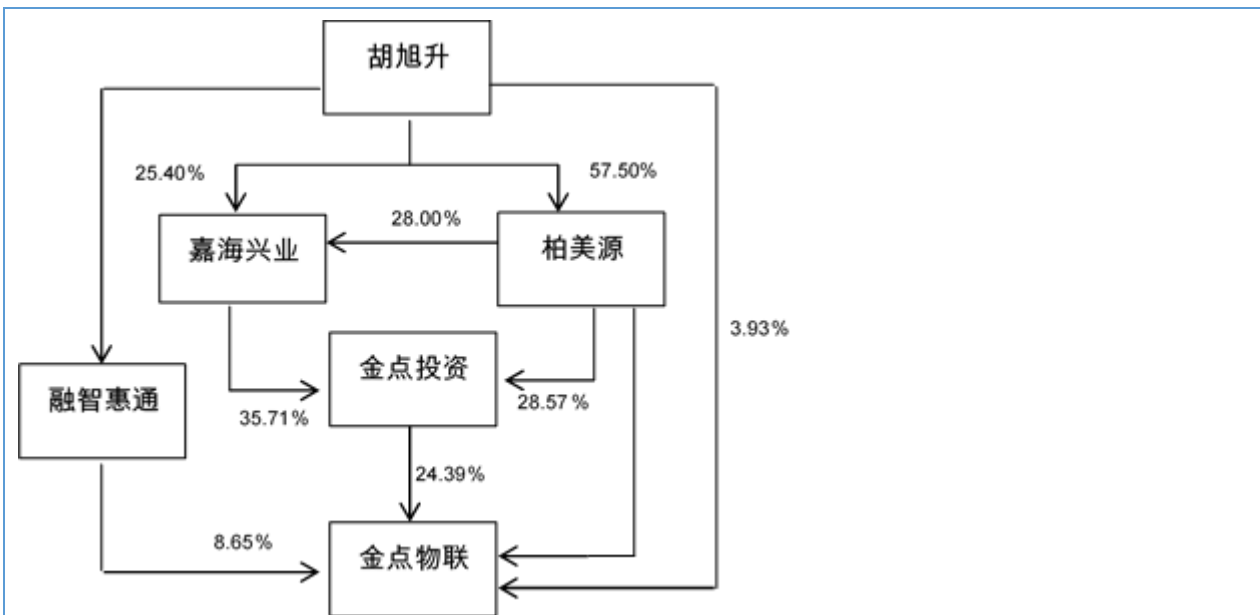 胡旭升
25.40%
57.50%
28.00%
嘉海兴业
柏美源
3.93%
金点投资
融智惠通
35.71%
28.57%
24.39%
8.65%
金点物联